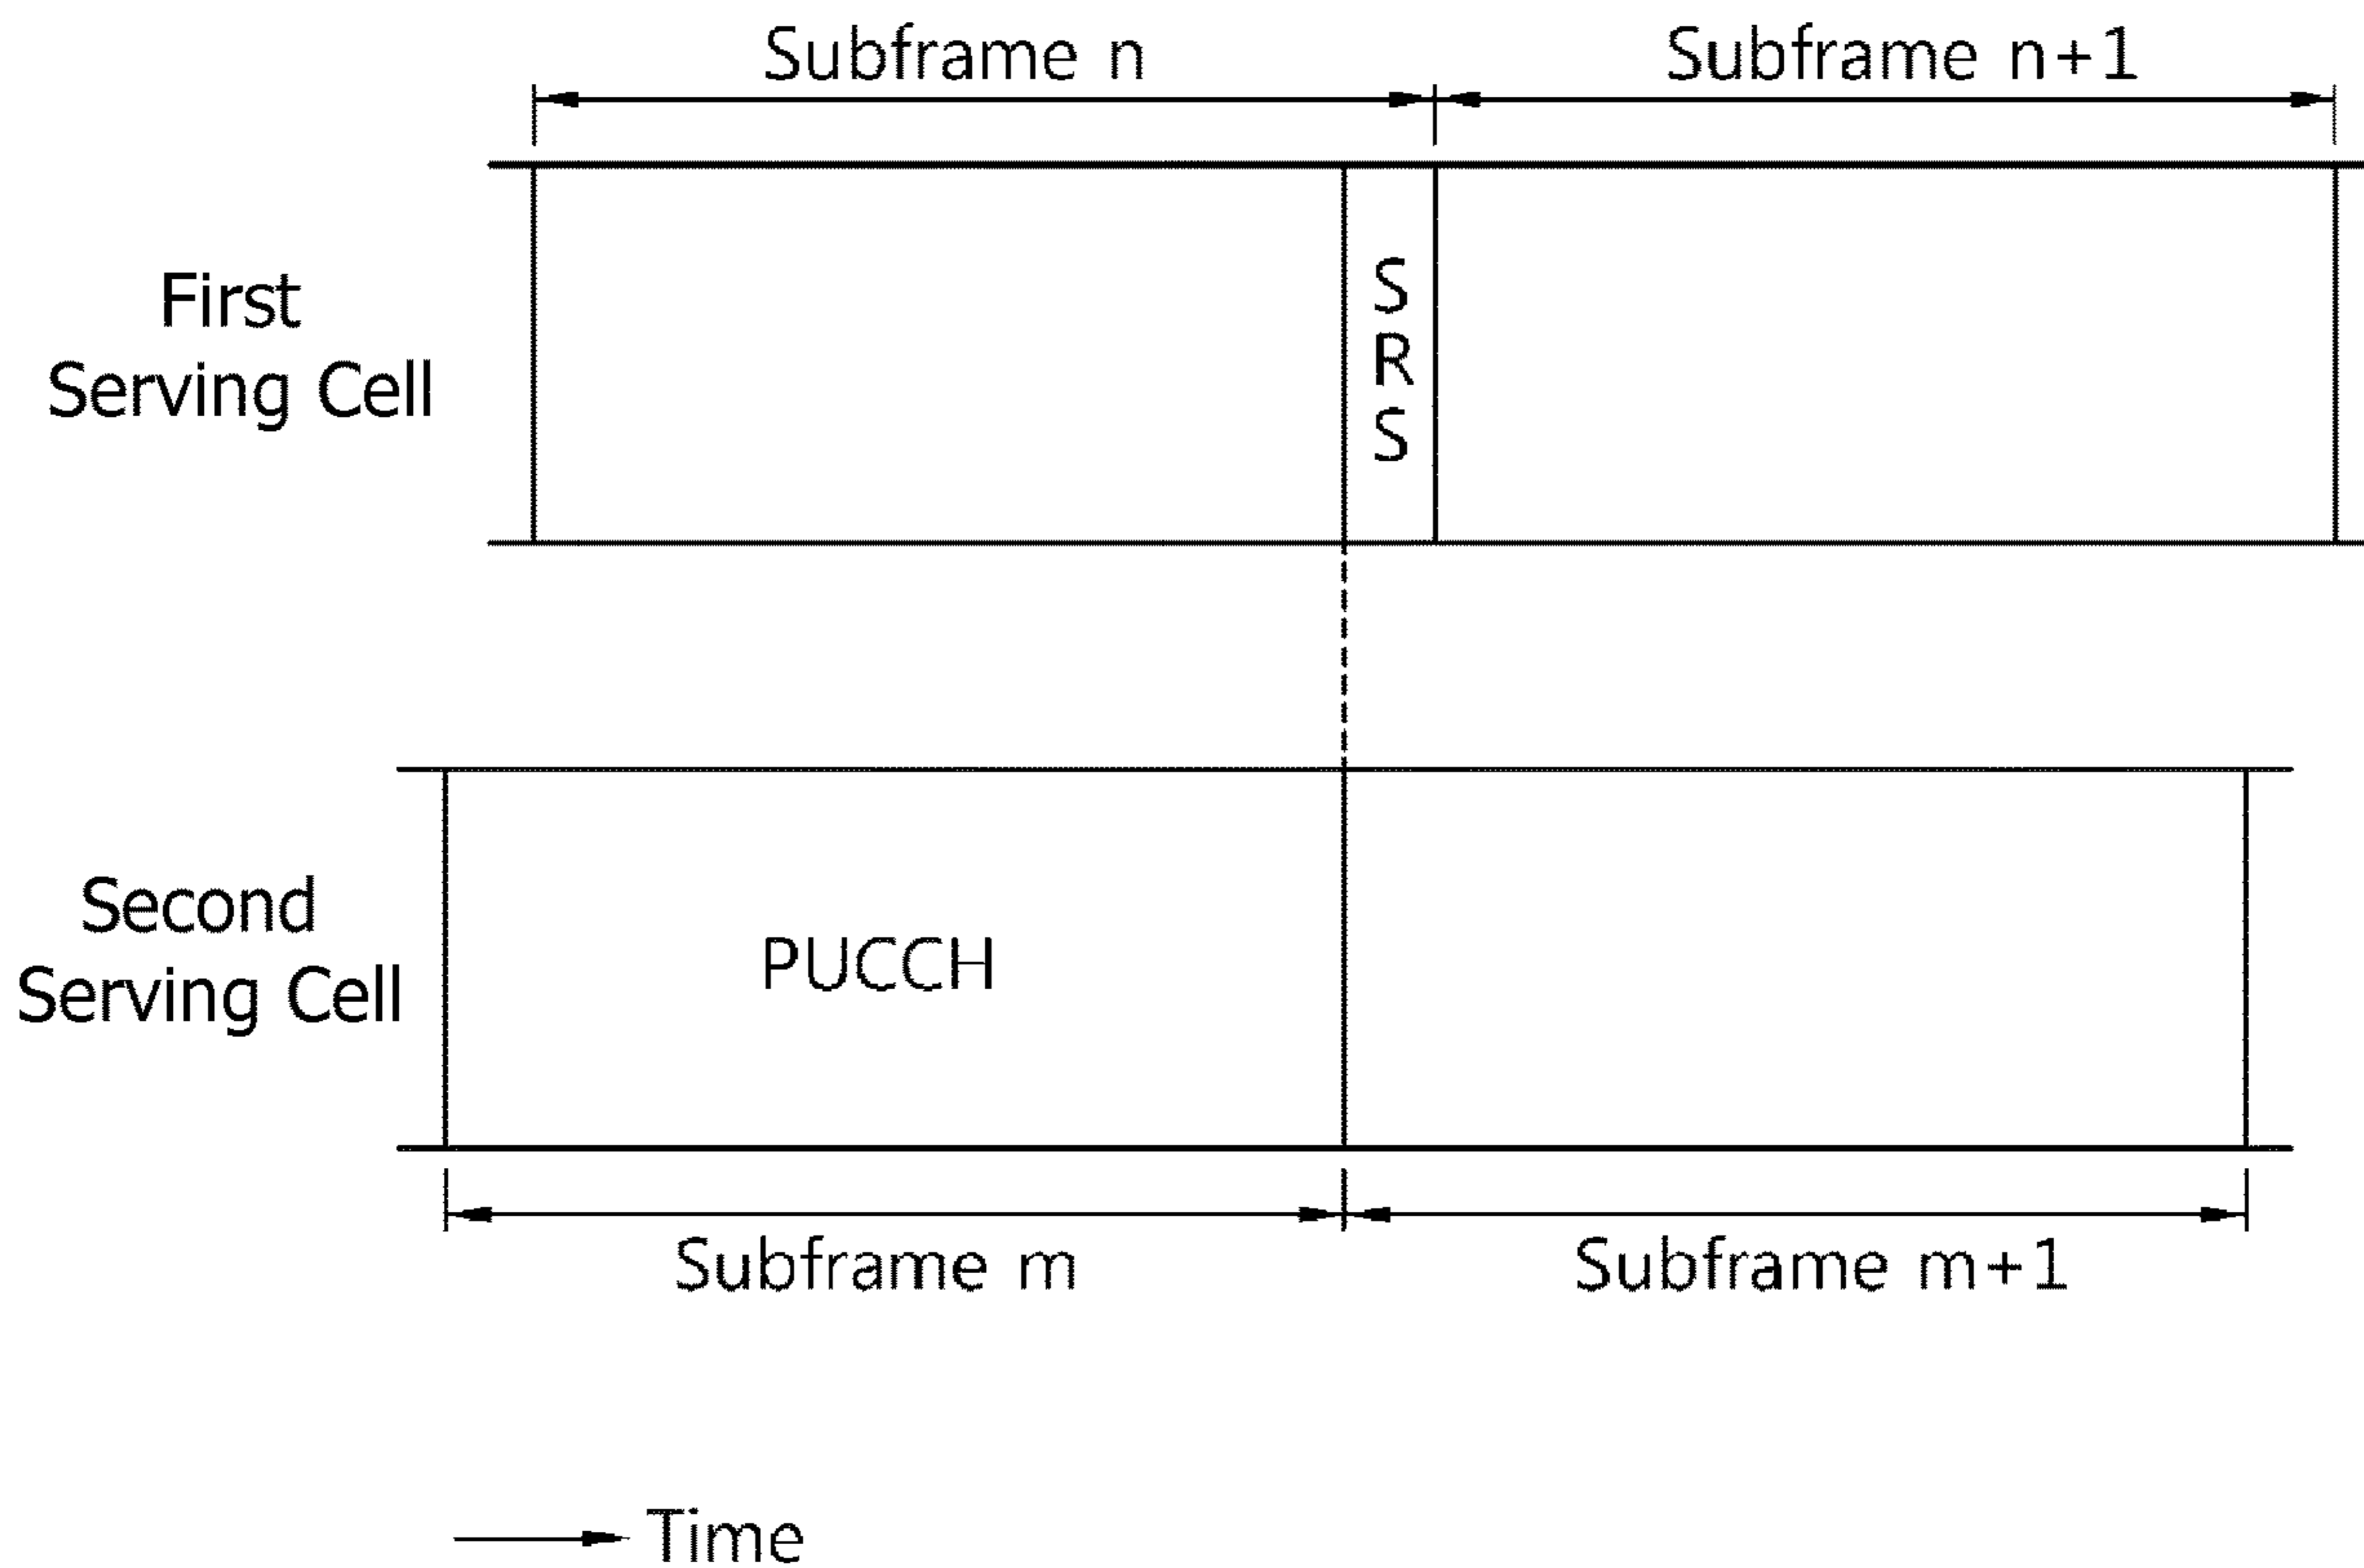 Subframe n
Subframe n+1
First
Serving Cell
S
R
S
Second
Serving Cell
PUCCH
Subframe m
Subframe m+1
Time